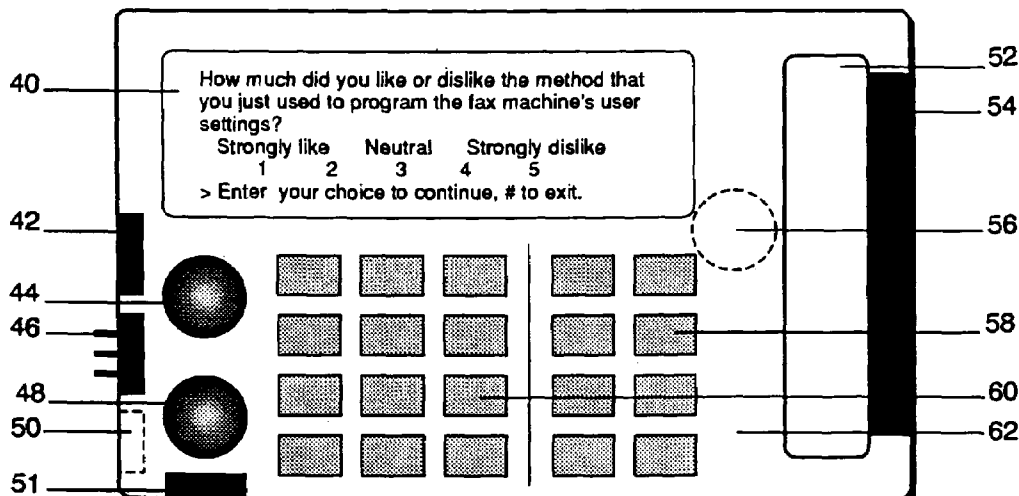 40
How much did you like or dislike the method that
you just used to program the fax machine's user
settings?
Strongly like Neutral Strongly dislike
1 2 3 4 5
> Enter your choice to continue, # to exit.
52
54
42
56
44
46
58
48
60
50
62
51